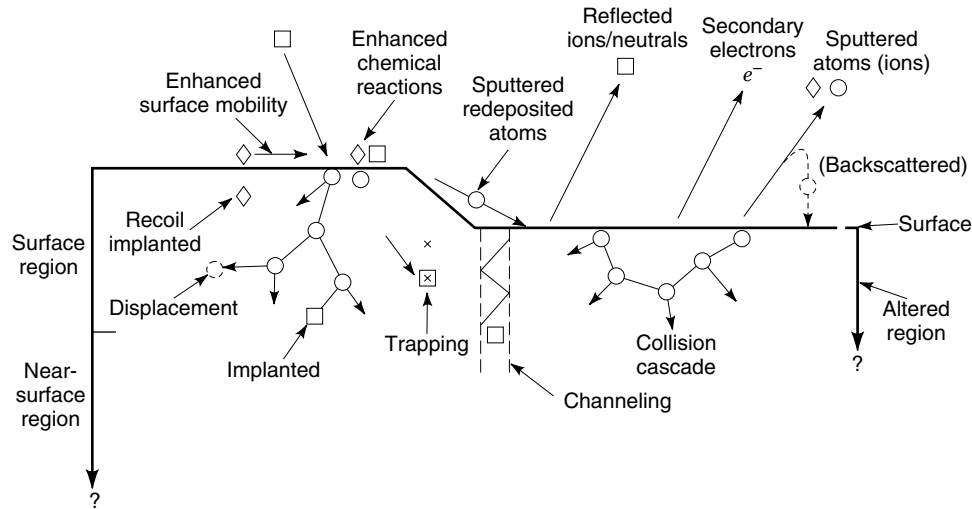 Enhanced
surface mobility
Enhanced
chemical
reactions
Sputtered
redeposited
atoms
Reflected
ions/neutrals
Secondary
electrons
e−
Sputtered
atoms (ions)
(Backscattered)
Surface
Altered
region
?
Surface
region
Near-
surface
region
?
Recoil
implanted
Displacement
Implanted
Trapping
Channeling
Collision
cascade